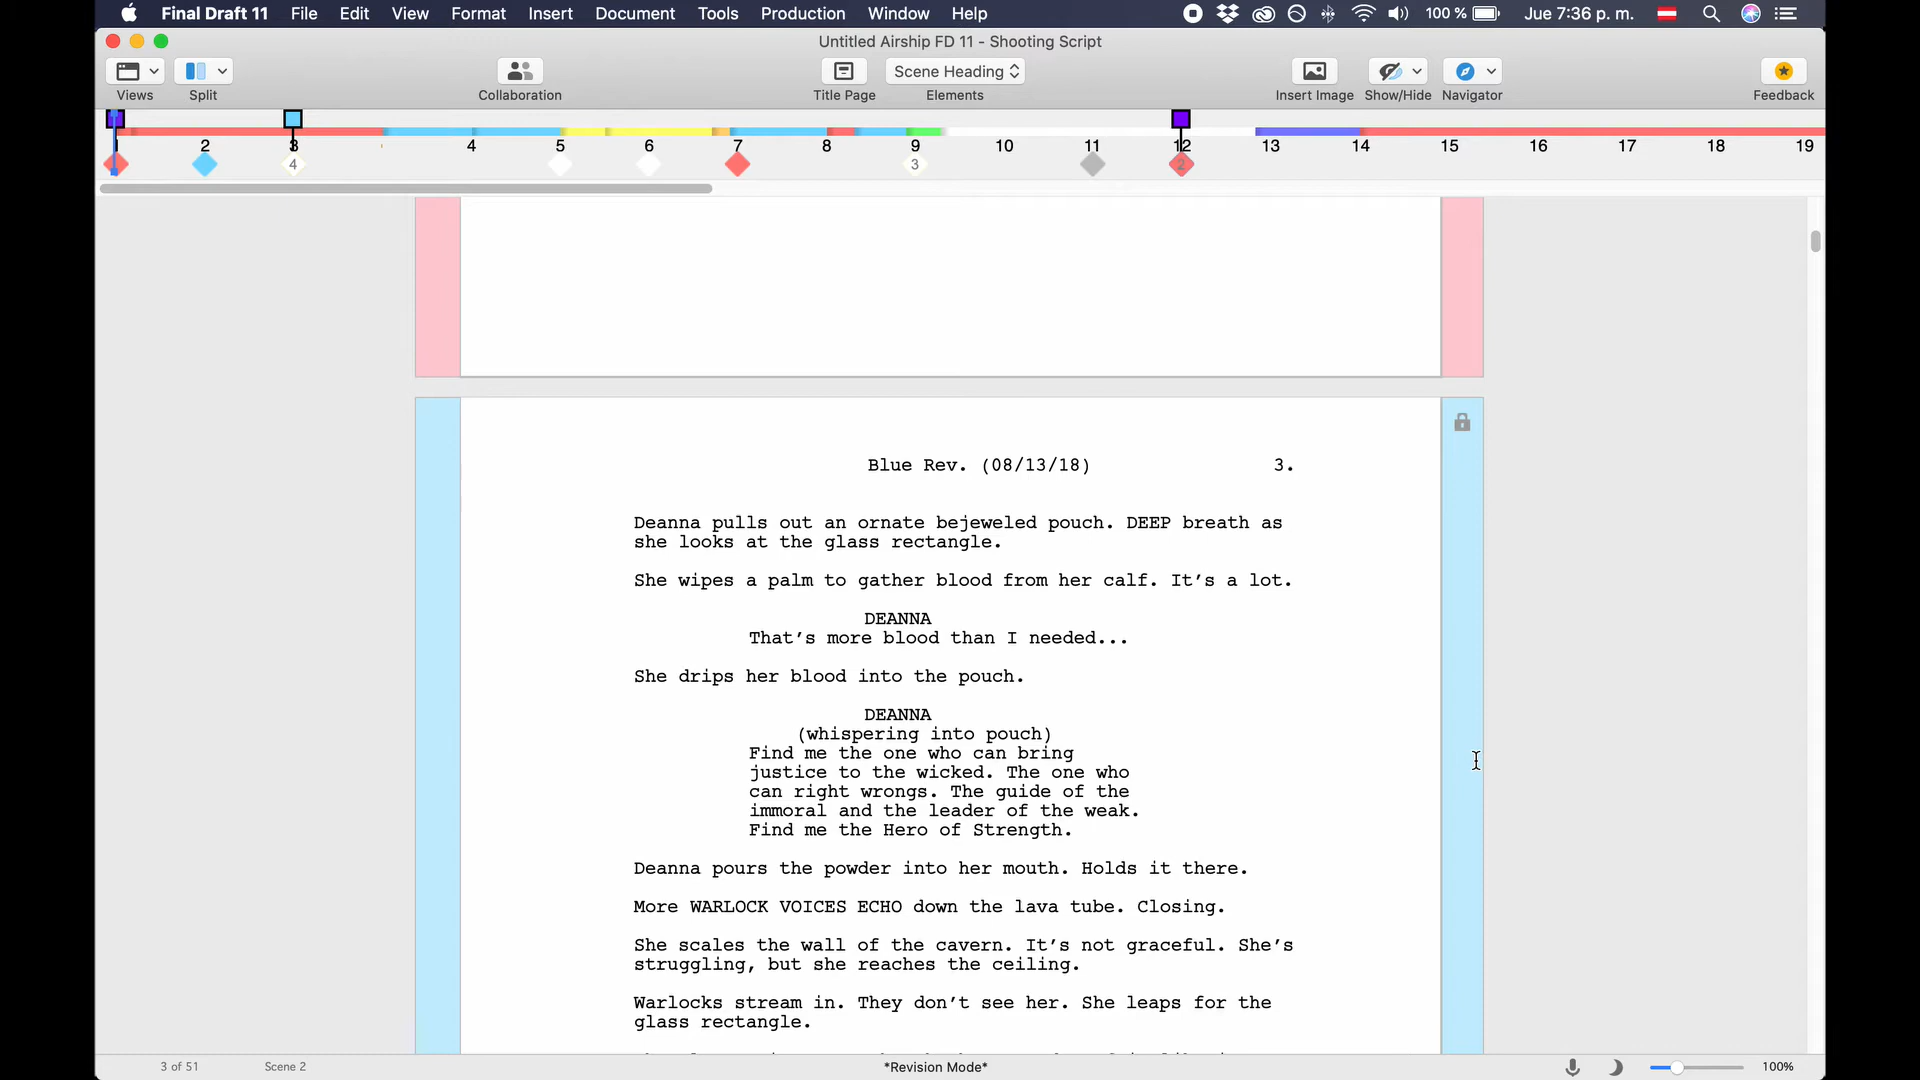 Final Draft 11 File Edit View Format Insert Document Tools Production Window Help 100 % Jue 7:36 p. m.
Untitled Airship FD 11 - Shooting Script
Scene Heading
Views Split Collaboration Title Page Elements Insert Image Show/Hide Navigator Feedback
1 2 3 4 5 6 7 8 9 10 11 12 13 14 15 16 17 18 19
4 3 2
Blue Rev. (08/13/18) 3.
Deanna pulls out an ornate bejeweled pouch. DEEP breath as
she looks at the glass rectangle.
She wipes a palm to gather blood from her calf. It's a lot.
DEANNA
That's more blood than I needed...
She drips her blood into the pouch.
DEANNA
(whispering into pouch)
Find me the one who can bring
justice to the wicked. The one who
can right wrongs. The guide of the
immoral and the leader of the weak.
Find me the Hero of Strength.
Deanna pours the powder into her mouth. Holds it there.
More WARLOCK VOICES ECHO down the lava tube. Closing.
She scales the wall of the cavern. It's not graceful. She's
struggling, but she reaches the ceiling.
Warlocks stream in. They don't see her. She leaps for the
glass rectangle.
3 of 51 Scene 2 *Revision Mode* 100%